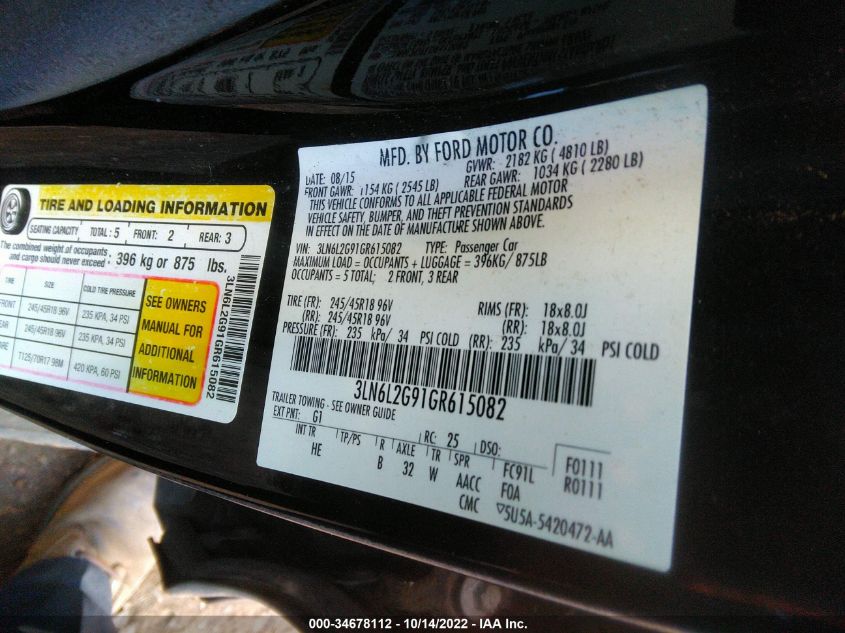 TIRE AND LOADING INFORMATION
SEATING CAPACITY TOTAL: 5 FRONT: 2 REAR: 3
The combined weight of occupants and cargo should never exceed 396 kg or 875 lbs.
TIRE SIZE COLD TIRE PRESSURE
FRONT 245/45R18 96V 235 KPA, 34 PSI
REAR 245/45R18 96V 235 KPA, 34 PSI
SPARE T125/70R17 98M 420 KPA, 60 PSI
SEE OWNERS
MANUAL FOR
ADDITIONAL
INFORMATION
3LN6L2G91GR615082
MFD. BY FORD MOTOR CO.
DATE: 08/15 GVWR: 2182 KG ( 4810 LB)
FRONT GAWR: 1154 KG ( 2545 LB) REAR GAWR: 1034 KG ( 2280 LB)
THIS VEHICLE CONFORMS TO ALL APPLICABLE FEDERAL MOTOR
VEHICLE SAFETY, BUMPER, AND THEFT PREVENTION STANDARDS
IN EFFECT ON THE DATE OF MANUFACTURE SHOWN ABOVE.
VIN: 3LN6L2G91GR615082 TYPE: Passenger Car
MAXIMUM LOAD = OCCUPANTS + LUGGAGE = 396KG/ 875LB
OCCUPANTS = 5 TOTAL; 2 FRONT, 3 REAR
TIRE (FR): 245/45R18 96V RIMS (FR): 18x8.0J
(RR): 245/45R18 96V (RR): 18x8.0J
PRESSURE (FR): 235 kPa/ 34 PSI COLD (RR): 235 kPa/ 34 PSI COLD
3LN6L2G91GR615082
TRAILER TOWING - SEE OWNER GUIDE
EXT PNT: G1 RC: 25 DSO:
INT TR TP/PS R AXLE TR SPR FC91L F0111
HE B 32 W AACC FOA R0111
CMC
5U5A-5420472-AA
000-34678112 - 10/14/2022 - IAA Inc.